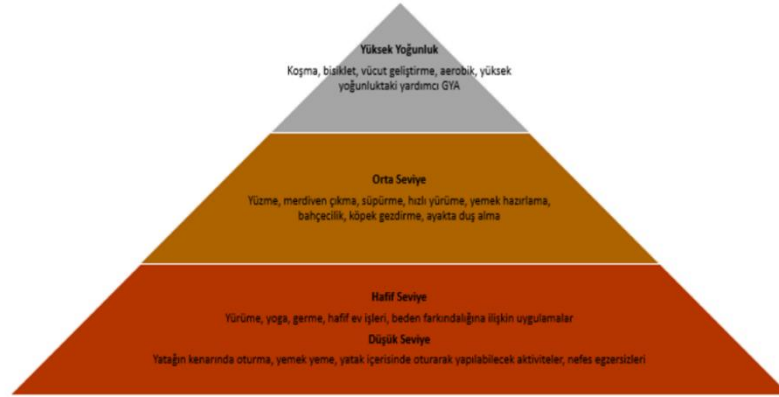 Yüksek Yoğunluk
Koşma, bisiklet, vücut geliştirme, aerobik, yüksek
yoğunluktaki yardımcı GYA
Orta Seviye
Yüzme, merdiven çıkma, süpürme, hızlı yürüme, yemek hazırlama,
bahçecilik, köpek gezdirme, ayakta duş alma
Hafif Seviye
Yürüme, yoga, germe, hafif ev işleri, beden farkındalığına ilişkin uygulamalar
Düşük Seviye
Yatağın kenarında oturma, yemek yeme, yatak içerisinde oturarak yapılabilecek aktiviteler, nefes egzersizleri